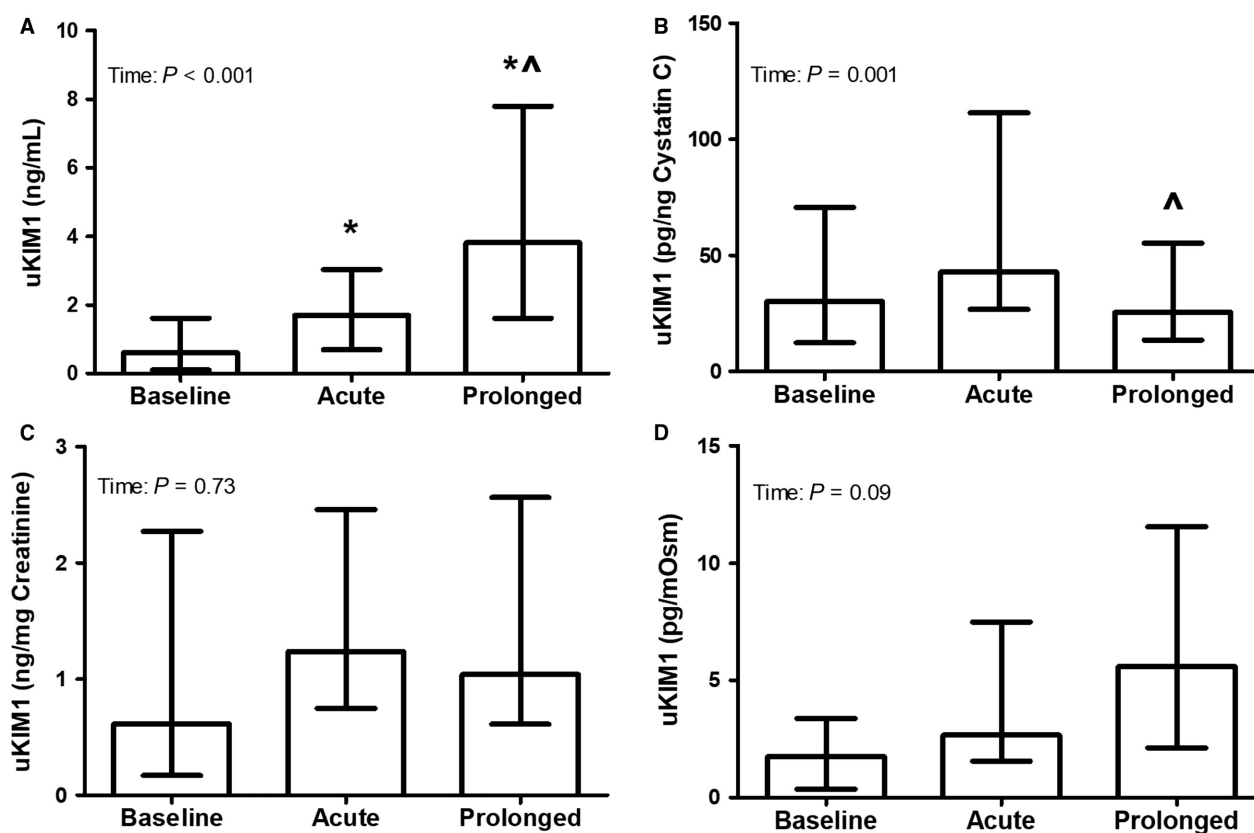 A
uKIM1 (ng/mL)
10
8
6
4
2
0
Time: P < 0.001
*
*^
Baseline Acute Prolonged
B
uKIM1 (pg/ng Cystatin C)
150
100
50
0
Time: P = 0.001
^
Baseline Acute Prolonged
C
uKIM1 (ng/mg Creatinine)
3
2
1
0
Time: P = 0.73
Baseline Acute Prolonged
D
uKIM1 (pg/mOsm)
15
10
5
0
Time: P = 0.09
Baseline Acute Prolonged